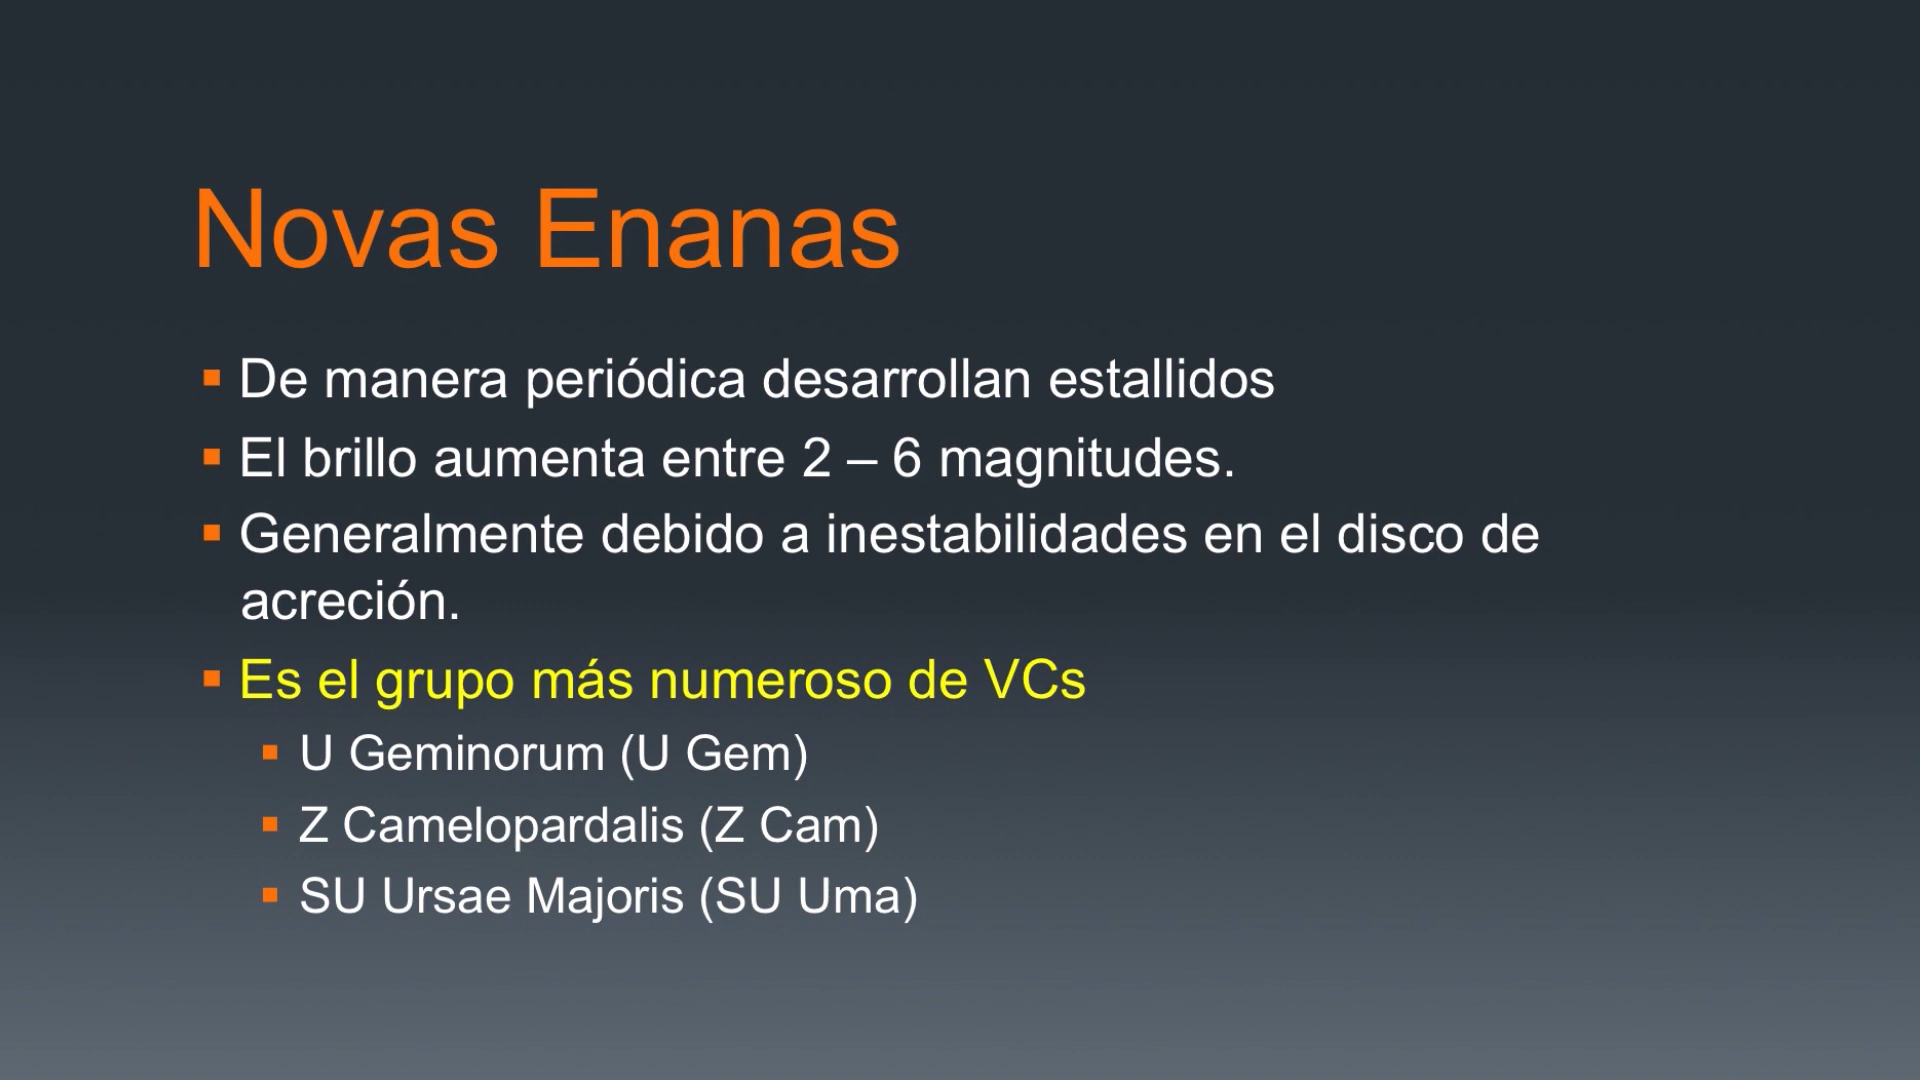 Novas Enanas
De manera periódica desarrollan estallidos
El brillo aumenta entre 2 – 6 magnitudes.
Generalmente debido a inestabilidades en el disco de
acreción.
Es el grupo más numeroso de VCs
U Geminorum (U Gem)
Z Camelopardalis (Z Cam)
SU Ursae Majoris (SU Uma)